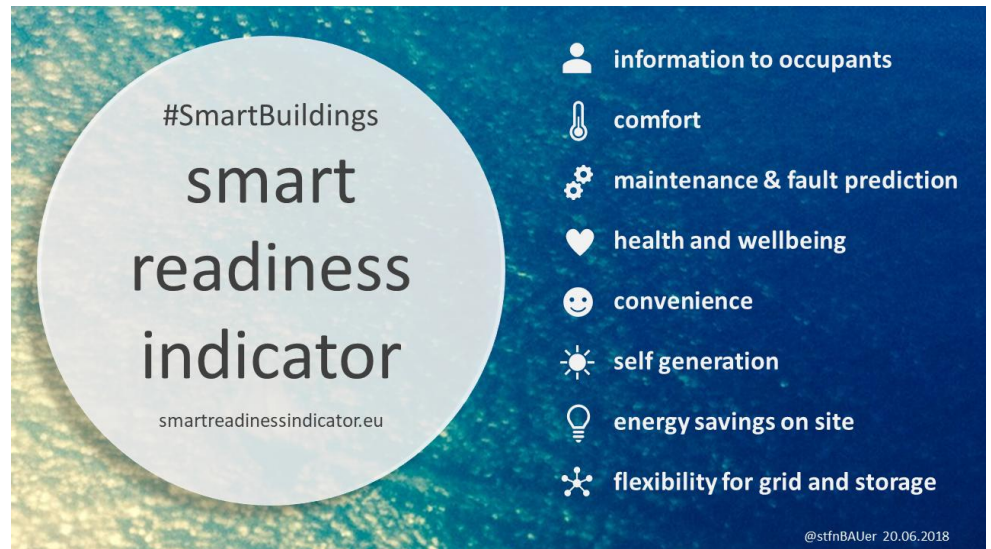 #SmartBuildings
smart
readiness
indicator
smartreadinessindicator.eu
information to occupants
comfort
maintenance & fault prediction
health and wellbeing
convenience
self generation
energy savings on site
flexibility for grid and storage
@stfnBAUer 20.06.2018